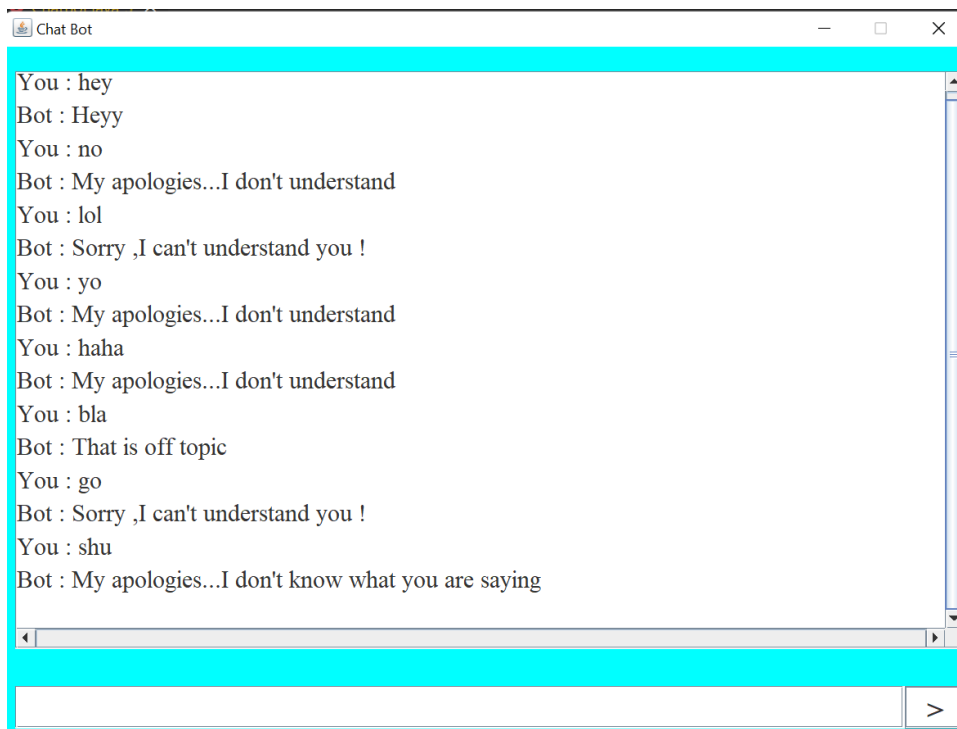 Chat Bot
You : hey
Bot : Heyy
You : no
Bot : My apologies...I don't understand
You : lol
Bot : Sorry ,I can't understand you !
You : yo
Bot : My apologies...I don't understand
You : haha
Bot : My apologies...I don't understand
You : bla
Bot : That is off topic
You : go
Bot : Sorry ,I can't understand you !
You : shu
Bot : My apologies...I don't know what you are saying
>